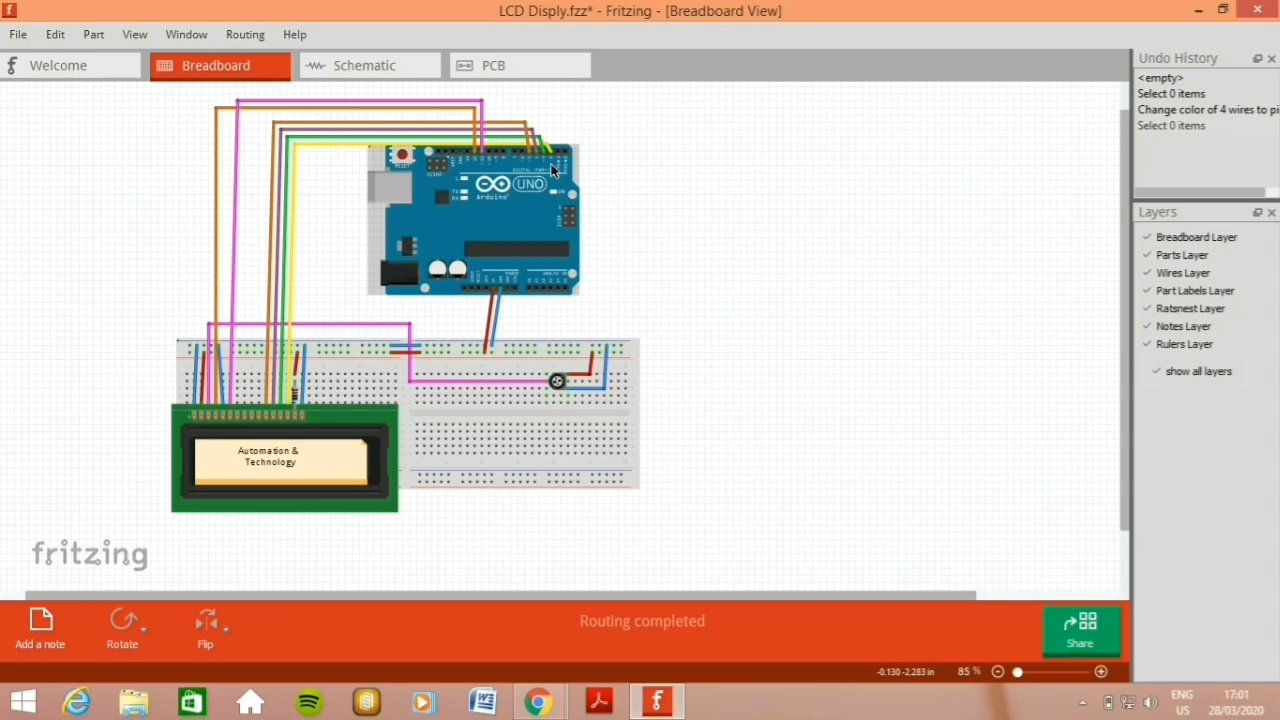 LCD Disply.fzz* - Fritzing - [Breadboard View]
File Edit Part View Window Routing Help
Welcome
Breadboard
Schematic
PCB
Undo History
<empty>
Select 0 items
Change color of 4 wires to pi
Select 0 items
Layers
Breadboard Layer
Parts Layer
Wires Layer
Part Labels Layer
Ratsnest Layer
Notes Layer
Rulers Layer
show all layers
RESET
UNO
Arduino
Automation &
Technology
fritzing
Add a note
Rotate
Flip
Routing completed
Share
-0.130 -2.283 in
85 %
ENG
US
17:01
28/03/2020